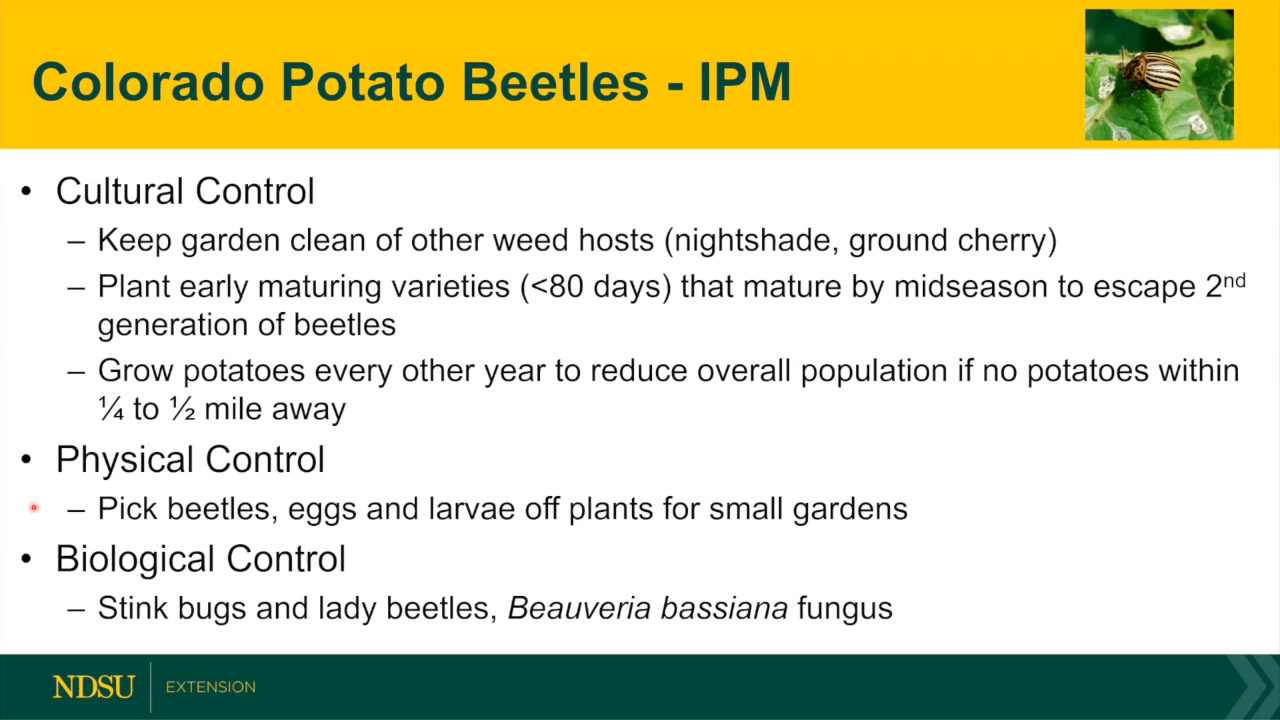 Colorado Potato Beetles - IPM
• Cultural Control
– Keep garden clean of other weed hosts (nightshade, ground cherry)
– Plant early maturing varieties (<80 days) that mature by midseason to escape 2nd
generation of beetles
– Grow potatoes every other year to reduce overall population if no potatoes within
¼ to ½ mile away
• Physical Control
– Pick beetles, eggs and larvae off plants for small gardens
• Biological Control
– Stink bugs and lady beetles, Beauveria bassiana fungus
NDSU EXTENSION